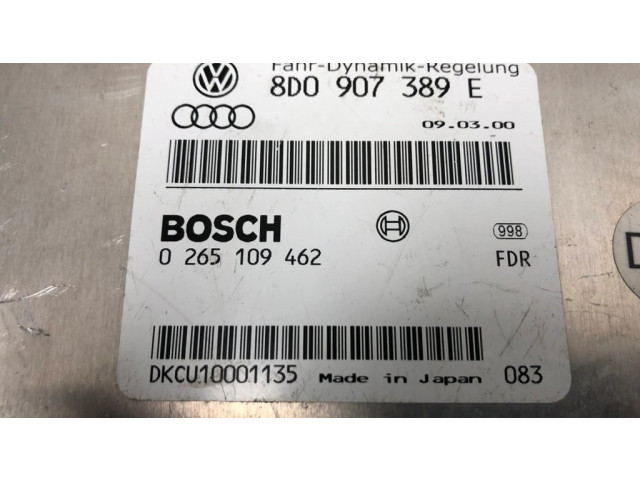 Fahr-Dynamik-Regelung
8D0 907 389 E
09.03.00
BOSCH
998
0 265 109 462
FDR
DKCU10001135 Made in Japan 083
D